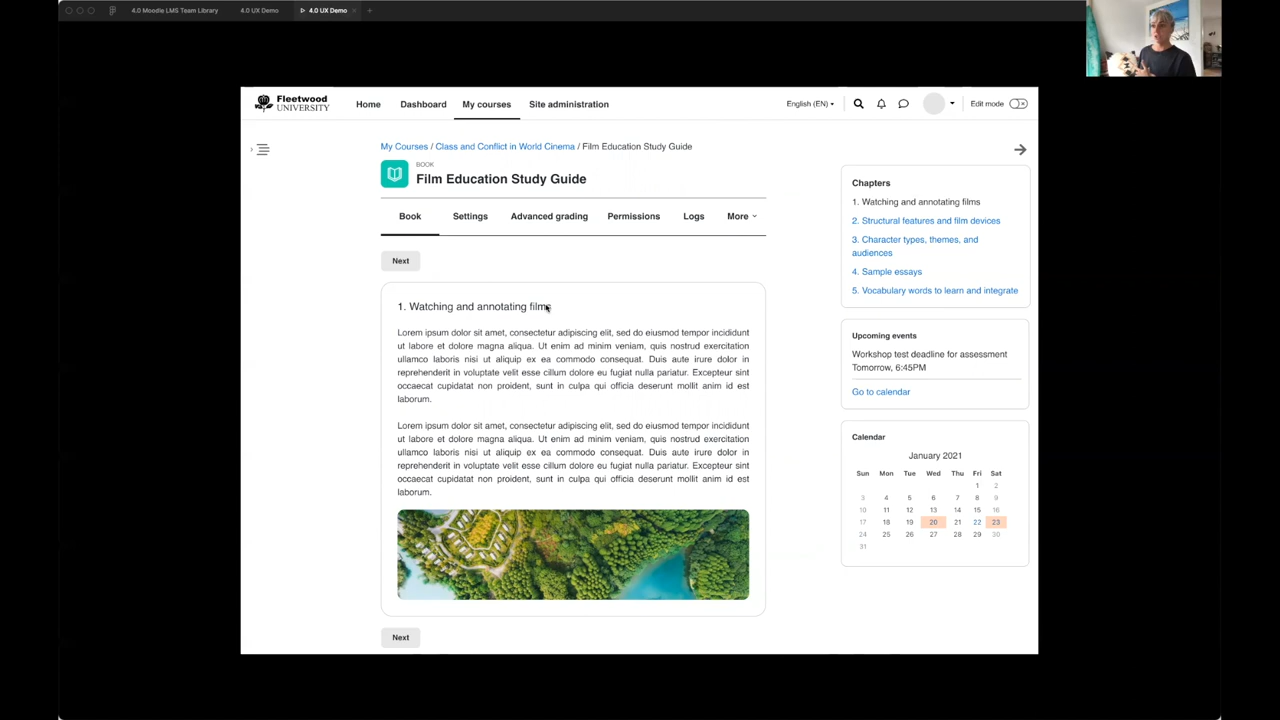 4.0 Moodle LMS Team Library
4.0 UX Demo
4.0 UX Demo
Fleetwood
UNIVERSITY
Home
Dashboard
My courses
Site administration
English (EN)
Edit mode
My Courses / Class and Conflict in World Cinema / Film Education Study Guide
BOOK
Film Education Study Guide
Book
Settings
Advanced grading
Permissions
Logs
More
Next
1. Watching and annotating films
Lorem ipsum dolor sit amet, consectetur adipiscing elit, sed do eiusmod tempor incididunt
ut labore et dolore magna aliqua. Ut enim ad minim veniam, quis nostrud exercitation
ullamco laboris nisi ut aliquip ex ea commodo consequat. Duis aute irure dolor in
reprehenderit in voluptate velit esse cillum dolore eu fugiat nulla pariatur. Excepteur sint
occaecat cupidatat non proident, sunt in culpa qui officia deserunt mollit anim id est
laborum.
Lorem ipsum dolor sit amet, consectetur adipiscing elit, sed do eiusmod tempor incididunt
ut labore et dolore magna aliqua. Ut enim ad minim veniam, quis nostrud exercitation
ullamco laboris nisi ut aliquip ex ea commodo consequat. Duis aute irure dolor in
reprehenderit in voluptate velit esse cillum dolore eu fugiat nulla pariatur. Excepteur sint
occaecat cupidatat non proident, sunt in culpa qui officia deserunt mollit anim id est
laborum.
Next
Chapters
1. Watching and annotating films
2. Structural features and film devices
3. Character types, themes, and
audiences
4. Sample essays
5. Vocabulary words to learn and integrate
Upcoming events
Workshop test deadline for assessment
Tomorrow, 6:45PM
Go to calendar
Calendar
January 2021
Sun Mon Tue Wed Thu Fri Sat
1 2
3 4 5 6 7 8 9
10 11 12 13 14 15 16
17 18 19 20 21 22 23
24 25 26 27 28 29 30
31